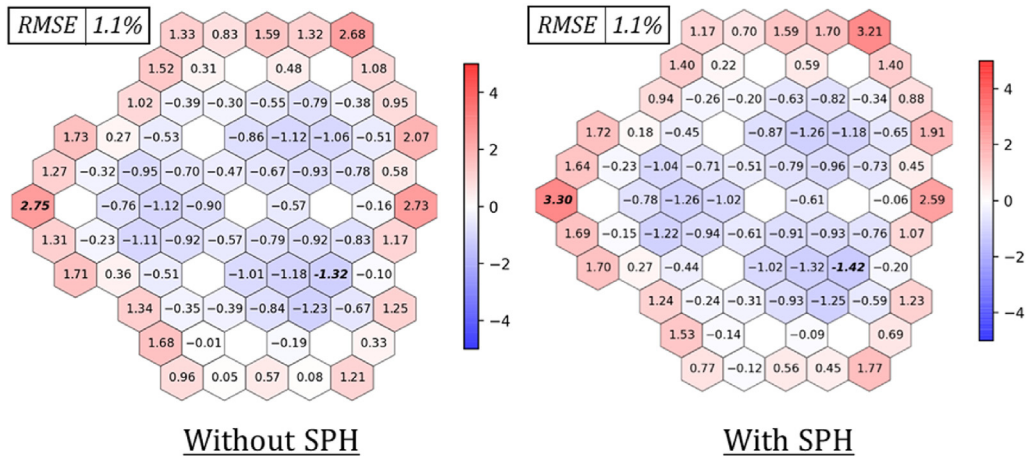 RMSE 1.1%
1.33 0.83 1.59 1.32 2.68
1.52 0.31 0.48 1.08
1.02 −0.39 −0.30 −0.55 −0.79 −0.38 0.95
1.73 0.27 −0.53 −0.86 −1.12 −1.06 −0.51 2.07
1.27 −0.32 −0.95 −0.70 −0.47 −0.67 −0.93 −0.78 0.58
2.75 −0.76 −1.12 −0.90 −0.57 −0.16 2.73
1.31 −0.23 −1.11 −0.92 −0.57 −0.79 −0.92 −0.83 1.17
1.71 0.36 −0.51 −1.01 −1.18 −1.32 −0.10
1.34 −0.35 −0.39 −0.84 −1.23 −0.67 1.25
1.68 −0.01 −0.19 0.33
0.96 0.05 0.57 0.08 1.21
4
2
0
−2
−4
Without SPH
RMSE 1.1%
1.17 0.70 1.59 1.70 3.21
1.40 0.22 0.59 1.40
0.94 −0.26 −0.20 −0.63 −0.82 −0.34 0.88
1.72 0.18 −0.45 −0.87 −1.26 −1.18 −0.65 1.91
1.64 −0.23 −1.04 −0.71 −0.51 −0.79 −0.96 −0.73 0.45
3.30 −0.78 −1.26 −1.02 −0.61 −0.06 2.59
1.69 −0.15 −1.22 −0.94 −0.61 −0.91 −0.93 −0.76 1.07
1.70 0.27 −0.44 −1.02 −1.32 −1.42 −0.20
1.24 −0.24 −0.31 −0.93 −1.25 −0.59 1.23
1.53 −0.14 −0.09 0.69
0.77 −0.12 0.56 0.45 1.77
4
2
0
−2
−4
With SPH